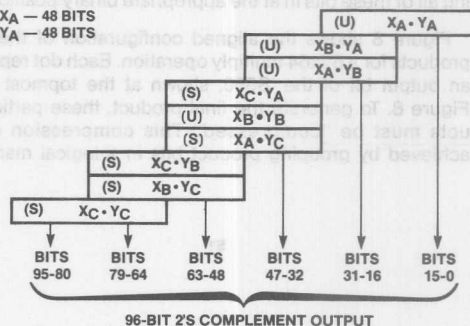 XA — 48 BITS
YA — 48 BITS
(U) XA • YA
(U) XB • YA
(U) XA • YB
(S) XC • YA
(U) XB • YB
(S) XA • YC
(S) XC • YB
(S) XB • YC
(S) XC • YC
BITS 95-80 BITS 79-64 BITS 63-48 BITS 47-32 BITS 31-16 BITS 15-0
96-BIT 2'S COMPLEMENT OUTPUT